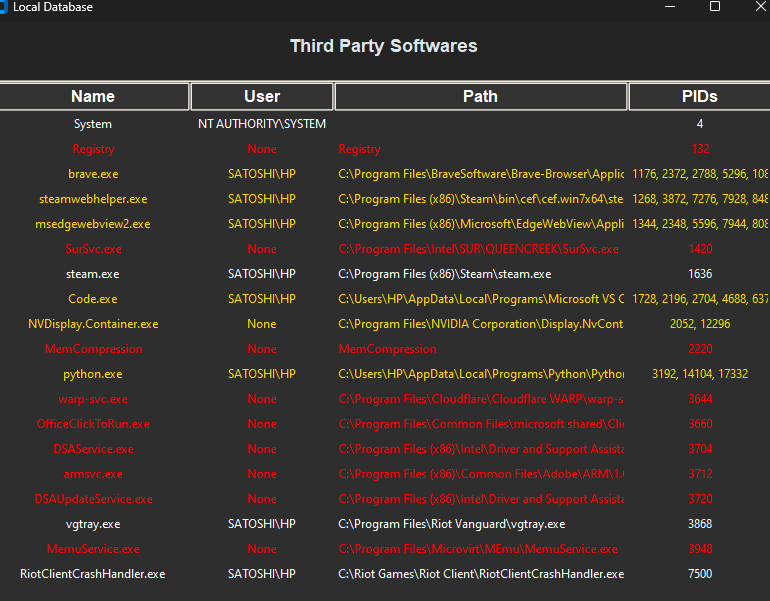 Local Database
Third Party Softwares
Name User Path PIDs
System NT AUTHORITY\SYSTEM 4
Registry None Registry 132
brave.exe SATOSHI\HP C:\Program Files\BraveSoftware\Brave-Browser\Applic 1176, 2372, 2788, 5296, 108
steamwebhelper.exe SATOSHI\HP C:\Program Files (x86)\Steam\bin\cef\cef.win7x64\ste 1268, 3872, 7276, 7928, 848
msedgewebview2.exe SATOSHI\HP C:\Program Files (x86)\Microsoft\EdgeWebView\Appli 1344, 2348, 5596, 7944, 808
SurSvc.exe None C:\Program Files\Intel\SUR\QUEENCREEK\SurSvc.exe 1420
steam.exe SATOSHI\HP C:\Program Files (x86)\Steam\steam.exe 1636
Code.exe SATOSHI\HP C:\Users\HP\AppData\Local\Programs\Microsoft VS C 1728, 2196, 2704, 4688, 637
NVDisplay.Container.exe None C:\Program Files\NVIDIA Corporation\Display.NvCont 2052, 12296
MemCompression None MemCompression 2220
python.exe SATOSHI\HP C:\Users\HP\AppData\Local\Programs\Python\Pythor 3192, 14104, 17332
warp-svc.exe None C:\Program Files\Cloudflare\Cloudflare WARP\warp-s 3644
OfficeClickToRun.exe None C:\Program Files\Common Files\microsoft shared\Clic 3660
DSAService.exe None C:\Program Files (x86)\Intel\Driver and Support Assista 3704
armsvc.exe None C:\Program Files (x86)\Common Files\Adobe\ARM\1.( 3712
DSAUpdateService.exe None C:\Program Files (x86)\Intel\Driver and Support Assista 3720
vgtray.exe SATOSHI\HP C:\Program Files\Riot Vanguard\vgtray.exe 3868
MemuService.exe None C:\Program Files\Microvirt\MEmu\MemuService.exe 3948
RiotClientCrashHandler.exe SATOSHI\HP C:\Riot Games\Riot Client\RiotClientCrashHandler.exe 7500